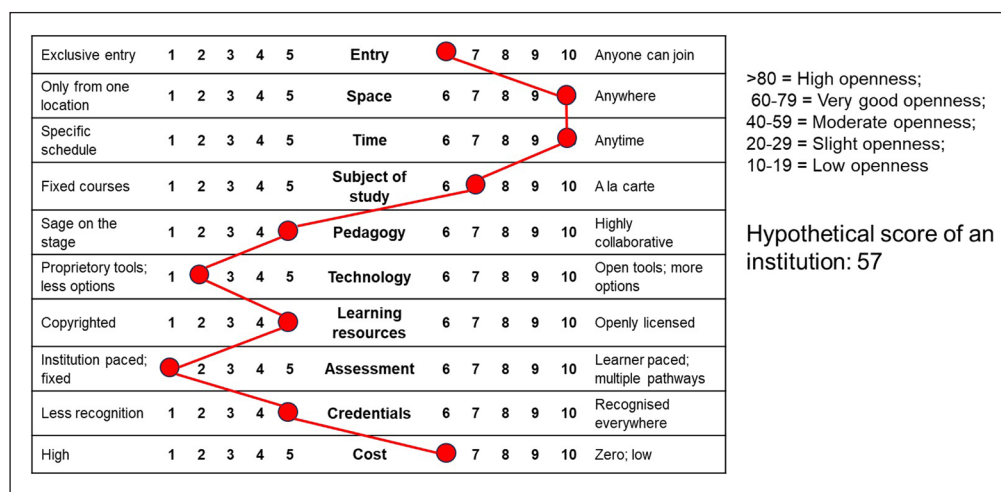 Exclusive entry 1 2 3 4 5 Entry 7 8 9 10 Anyone can join
Only from one
location 1 2 3 4 5 Space 6 7 8 9 Anywhere
Specific
schedule 1 2 3 4 5 Time 6 7 8 9 Anytime
Fixed courses 1 2 3 4 5 Subject of
study 6 8 9 10 A la carte
Sage on the
stage 1 2 3 4 Pedagogy 6 7 8 9 10 Highly
collaborative
Proprietory tools;
less options 1 3 4 5 Technology 6 7 8 9 10 Open tools; more
options
Copyrighted 1 2 3 4 Learning
resources 6 7 8 9 10 Openly licensed
Institution paced;
fixed 2 3 4 5 Assessment 6 7 8 9 10 Learner paced;
multiple pathways
Less recognition 1 2 3 4 Credentials 6 7 8 9 10 Recognised
everywhere
High 1 2 3 4 5 Cost 7 8 9 10 Zero; low
>80 = High openness;
60-79 = Very good openness;
40-59 = Moderate openness;
20-29 = Slight openness;
10-19 = Low openness
Hypothetical score of an
institution: 57